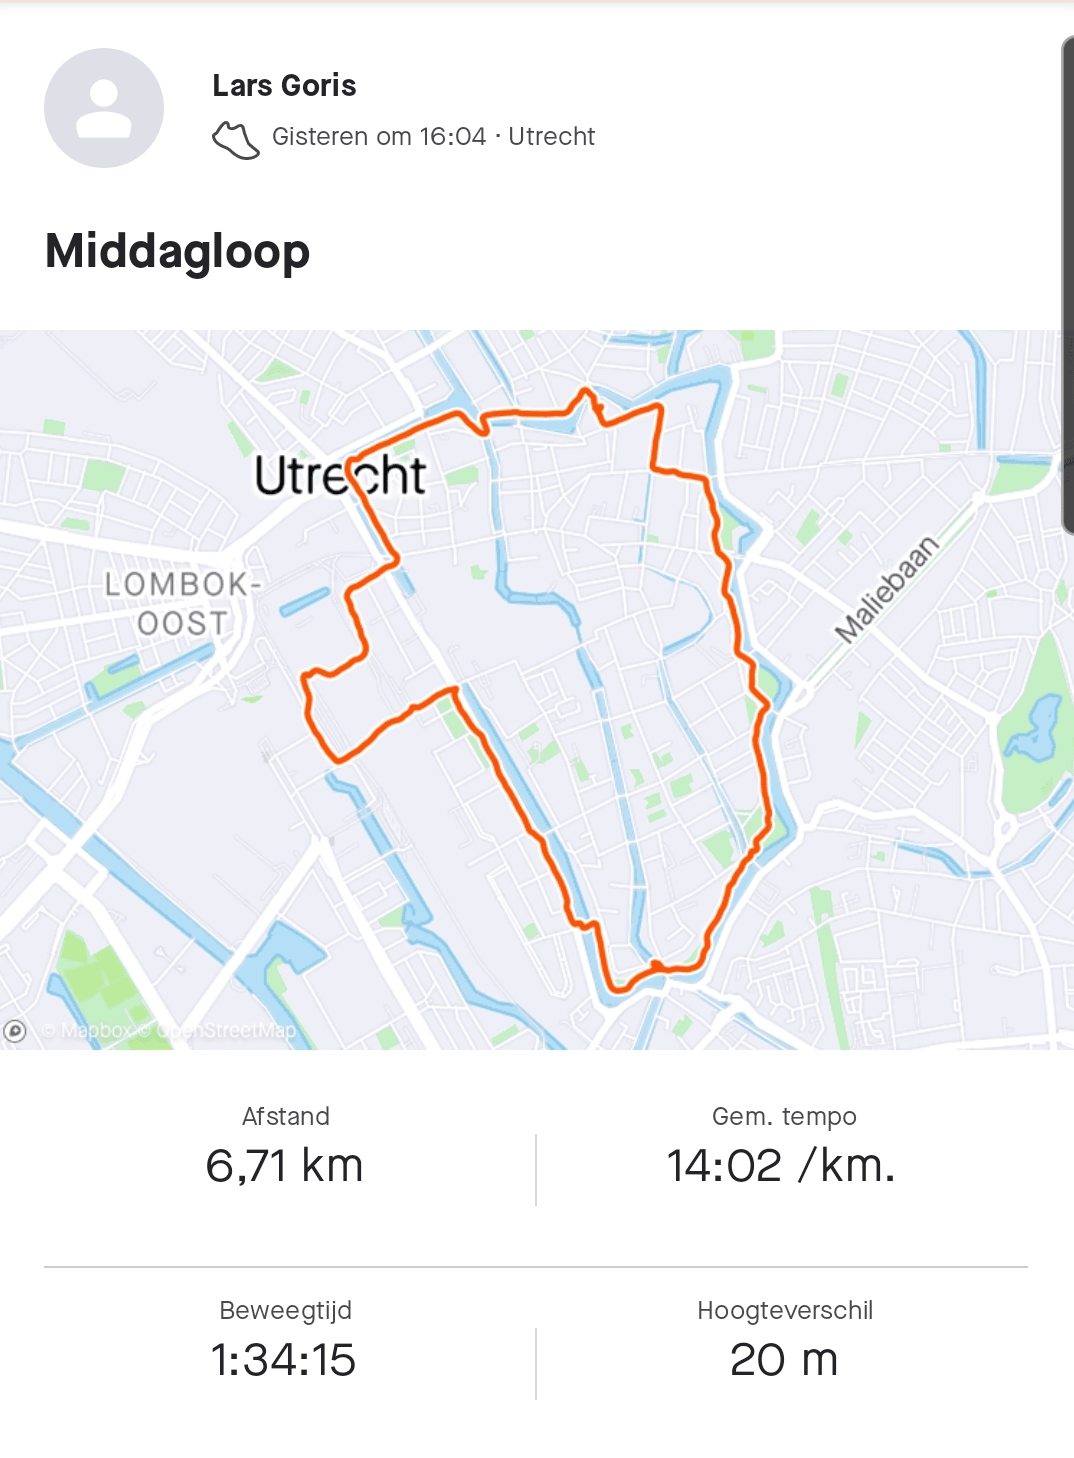 Lars Goris
Gisteren om 16:04 · Utrecht
Middagloop
Utrecht
LOMBOK-
OOST
Maliebaan
© Mapbox © OpenStreetMap
Afstand
6,71 km
Gem. tempo
14:02 /km.
Beweegtijd
1:34:15
Hoogteverschil
20 m